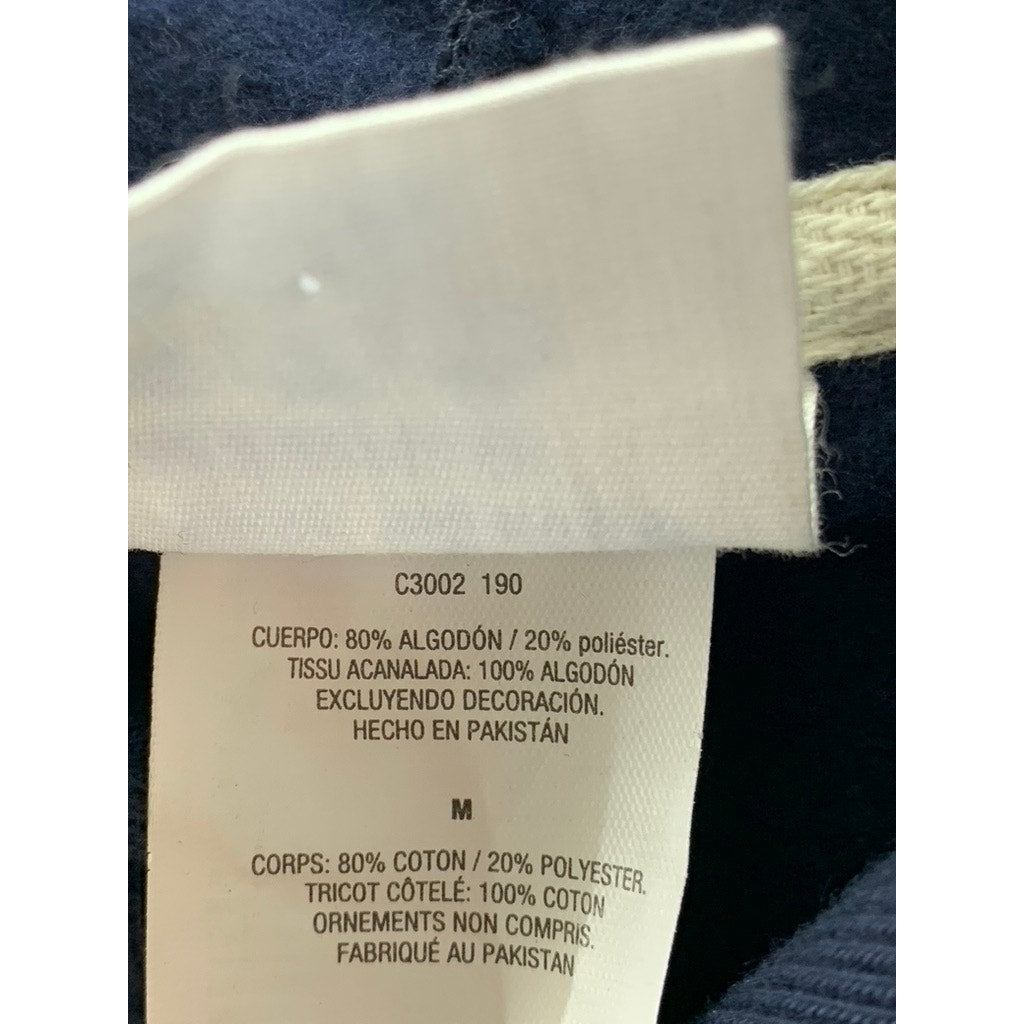 C3002 190
CUERPO: 80% ALGODÓN / 20% poliéster.
TISSU ACANALADA: 100% ALGODÓN
EXCLUYENDO DECORACIÓN.
HECHO EN PAKISTÁN
M
CORPS: 80% COTON / 20% POLYESTER.
TRICOT CÔTELÉ: 100% COTON
ORNEMENTS NON COMPRIS.
FABRIQUÉ AU PAKISTAN